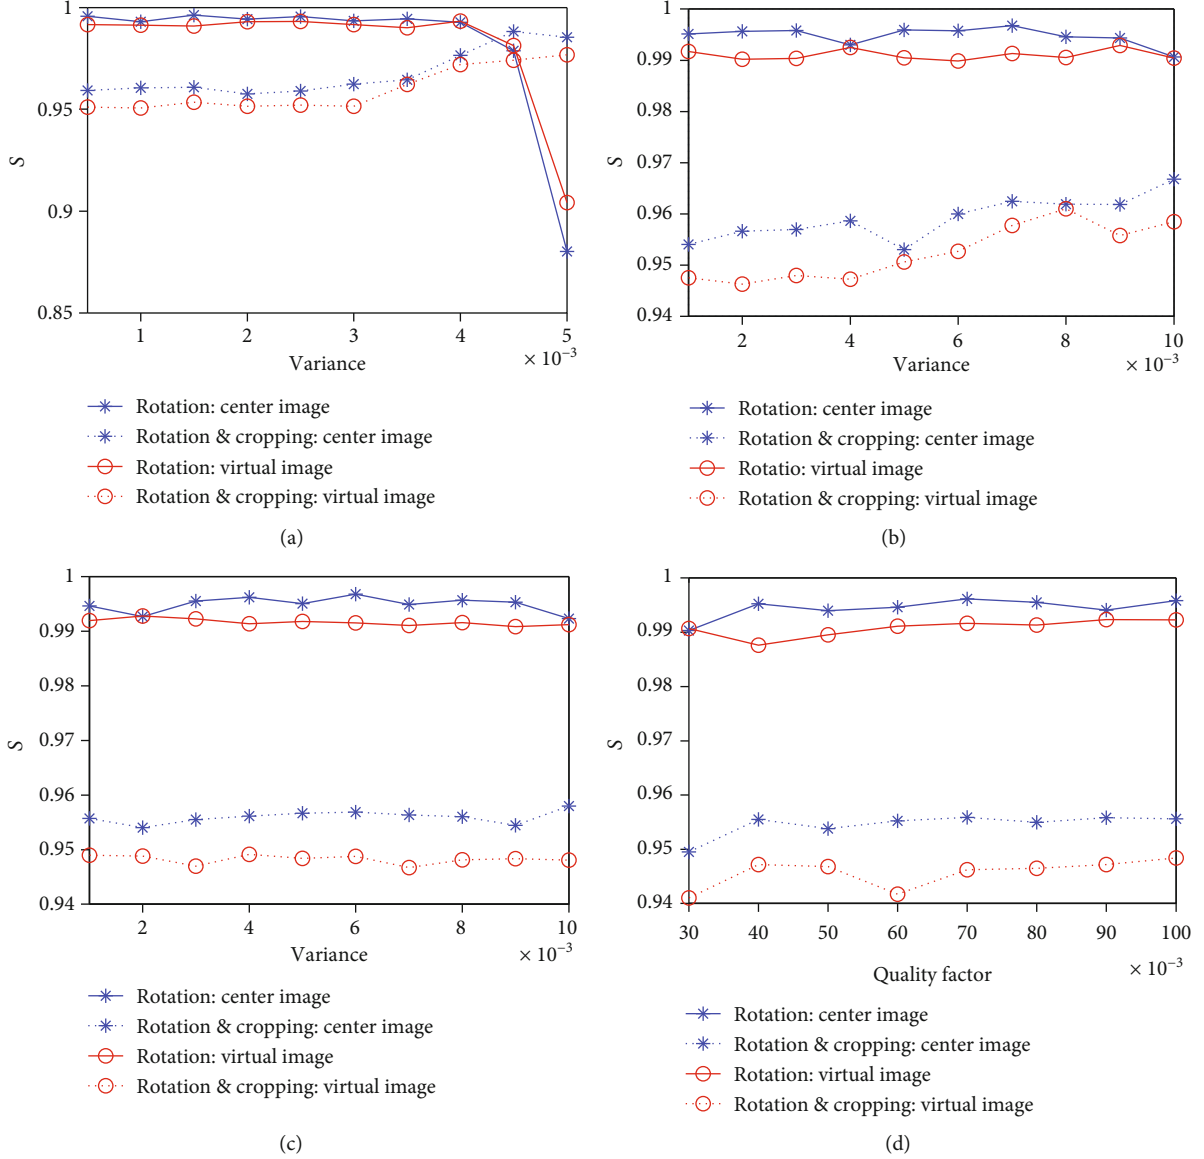 1
0.95
0.9
0.85
S
1
2
3
4
5
Variance
× 10⁻³
Rotation: center image
Rotation & cropping: center image
Rotation: virtual image
Rotation & cropping: virtual image
(a)
1
0.99
0.98
0.97
0.96
0.95
0.94
S
2
4
6
8
10
Variance
× 10⁻³
Rotation: center image
Rotation & cropping: center image
Rotatio: virtual image
Rotation & cropping: virtual image
(b)
1
0.99
0.98
0.97
0.96
0.95
0.94
S
2
4
6
8
10
Variance
× 10⁻³
Rotation: center image
Rotation & cropping: center image
Rotation: virtual image
Rotation & cropping: virtual image
(c)
1
0.99
0.98
0.97
0.96
0.95
0.94
S
30
40
50
60
70
80
90
100
Quality factor
× 10⁻³
Rotation: center image
Rotation & cropping: center image
Rotation: virtual image
Rotation & cropping: virtual image
(d)